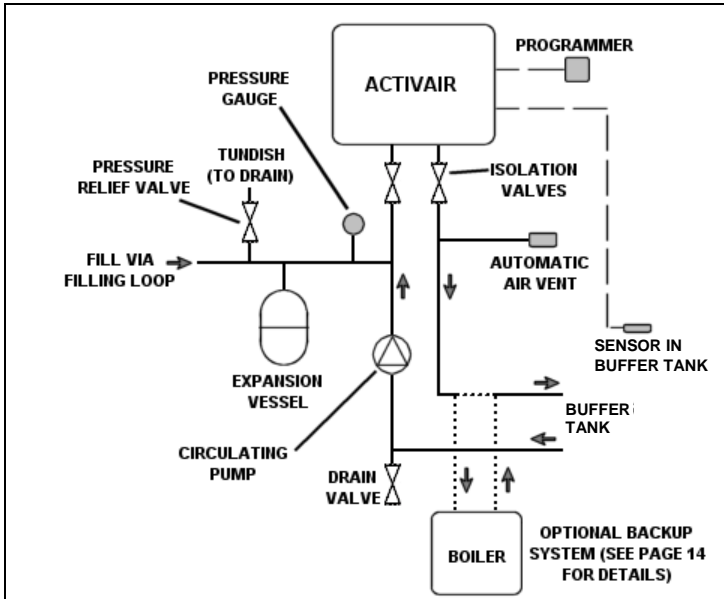 PROGRAMMER
ACTIVAIR
PRESSURE
GAUGE
TUNDISH
(TO DRAIN)
PRESSURE
RELIEF VALVE
ISOLATION
VALVES
FILL VIA
FILLING LOOP
AUTOMATIC
AIR VENT
SENSOR IN
BUFFER TANK
EXPANSION
VESSEL
BUFFER
TANK
CIRCULATING
PUMP
DRAIN
VALVE
BOILER
OPTIONAL BACKUP
SYSTEM (SEE PAGE 14
FOR DETAILS)